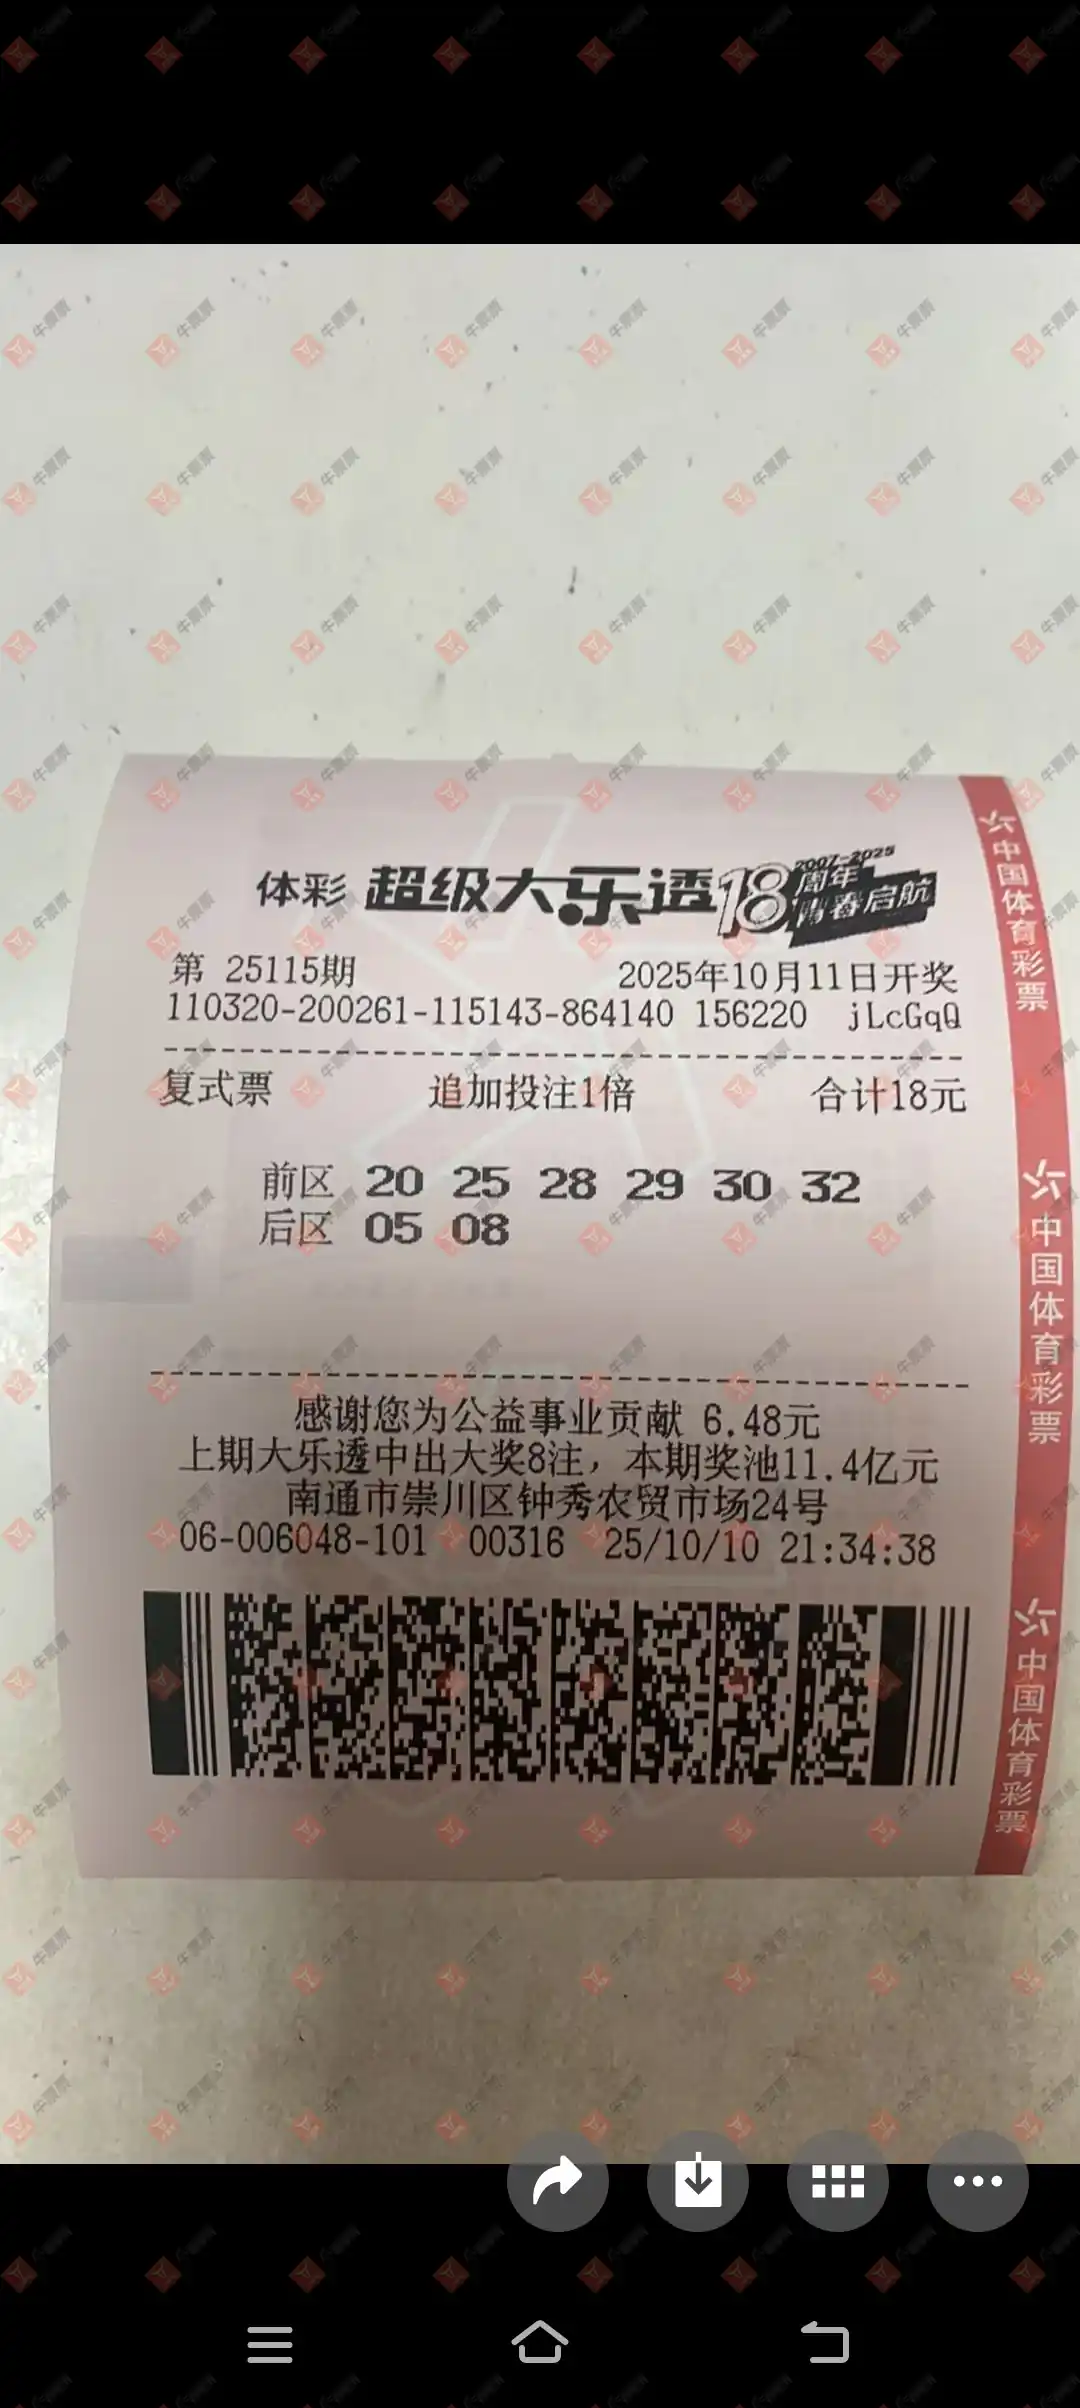 体彩 超级大乐透 18 2007-2025 周年 青春启航
第 25115期 2025年10月11日开奖
110320-200261-115143-864140 156220 jLcGqQ
复式票 追加投注1倍 合计18元
前区 20 25 28 29 30 32
后区 05 08
感谢您为公益事业贡献 6.48元
上期大乐透中出大奖8注，本期奖池11.4亿元
南通市崇川区钟秀农贸市场24号
06-006048-101 00316 25/10/10 21:34:38
中国体育彩票
中国体育彩票
中国体育彩票
牛票票